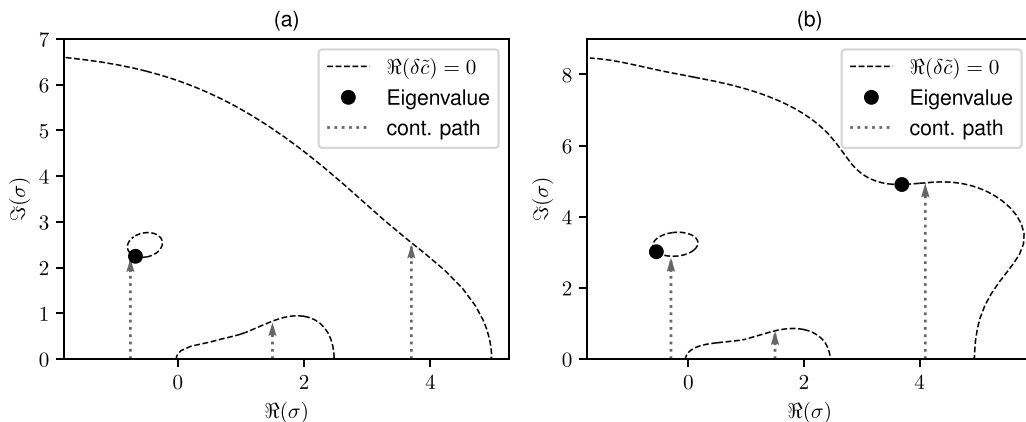 (a)
7
6
5
4
3
2
1
0
ℑ(σ)
0
2
4
ℜ(σ)
ℜ(δc̃) = 0
Eigenvalue
cont. path
(b)
8
6
4
2
0
ℑ(σ)
0
2
4
ℜ(σ)
ℜ(δc̃) = 0
Eigenvalue
cont. path